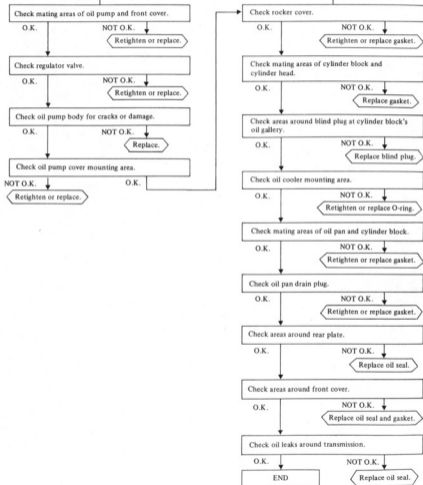 Check mating areas of oil pump and front cover.
O.K. NOT O.K.
Retighten or replace.
Check regulator valve.
O.K. NOT O.K.
Retighten or replace.
Check oil pump body for cracks or damage.
O.K. NOT O.K.
Replace.
Check oil pump cover mounting area.
NOT O.K. O.K.
Retighten or replace.
Check rocker cover.
O.K. NOT O.K.
Retighten or replace gasket.
Check mating areas of cylinder block and
cylinder head.
O.K. NOT O.K.
Replace gasket.
Check areas around blind plug at cylinder block's
oil gallery.
O.K. NOT O.K.
Replace blind plug.
Check oil cooler mounting area.
O.K. NOT O.K.
Retighten or replace O-ring.
Check mating areas of oil pan and cylinder block.
O.K. NOT O.K.
Retighten or replace gasket.
Check oil pan drain plug.
O.K. NOT O.K.
Retighten or replace gasket.
Check areas around rear plate.
O.K. NOT O.K.
Replace oil seal.
Check areas around front cover.
O.K. NOT O.K.
Replace oil seal and gasket.
Check oil leaks around transmission.
O.K. NOT O.K.
END Replace oil seal.